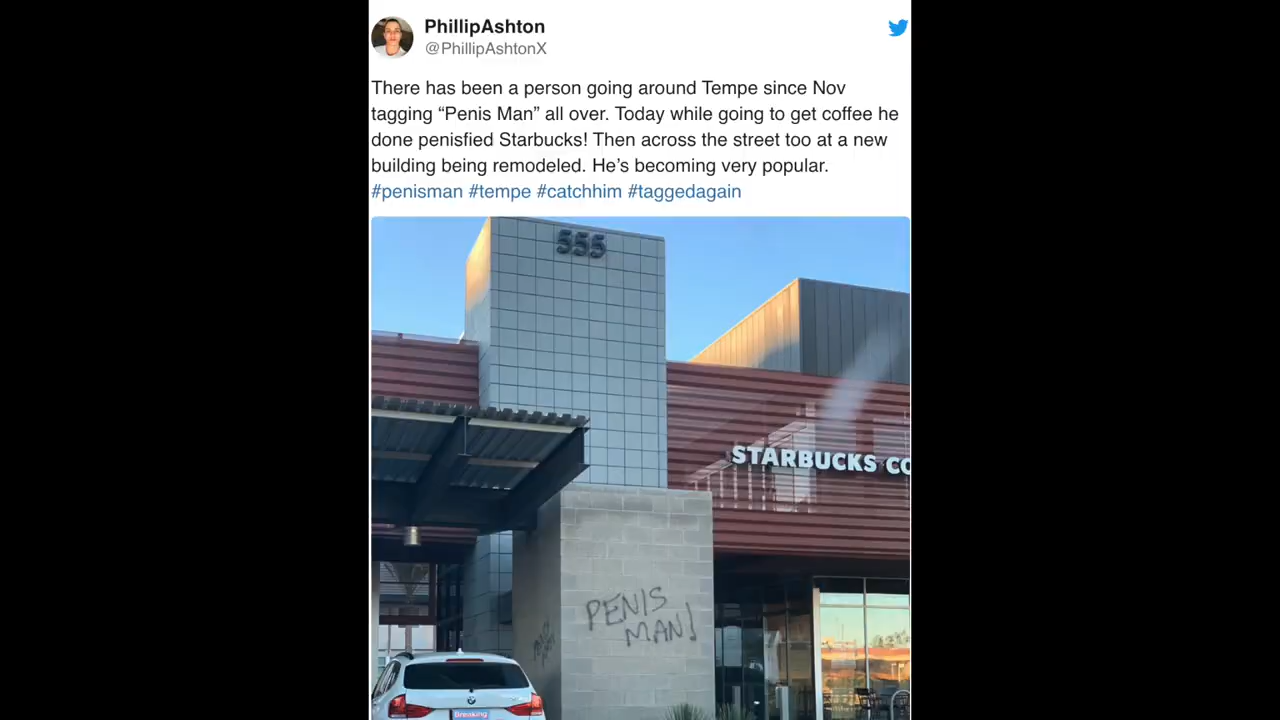 PhillipAshton
@PhillipAshtonX
There has been a person going around Tempe since Nov
tagging “Penis Man” all over. Today while going to get coffee he
done penisfied Starbucks! Then across the street too at a new
building being remodeled. He’s becoming very popular.
#penisman #tempe #catchhim #taggedagain
555
STARBUCKS CO
PENIS
MAN!
Breaking